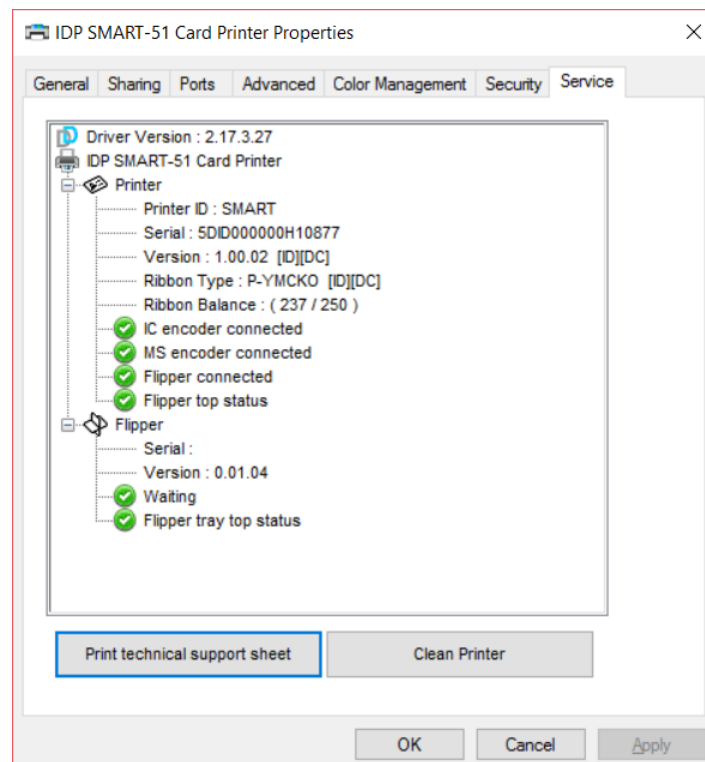 IDP SMART-51 Card Printer Properties
General Sharing Ports Advanced Color Management Security Service
Driver Version : 2.17.3.27
IDP SMART-51 Card Printer
Printer
Printer ID : SMART
Serial : 5DID000000H10877
Version : 1.00.02 [ID][DC]
Ribbon Type : P-YMCKO [ID][DC]
Ribbon Balance : ( 237 / 250 )
IC encoder connected
MS encoder connected
Flipper connected
Flipper top status
Flipper
Serial :
Version : 0.01.04
Waiting
Flipper tray top status
Print technical support sheet Clean Printer
OK Cancel Apply